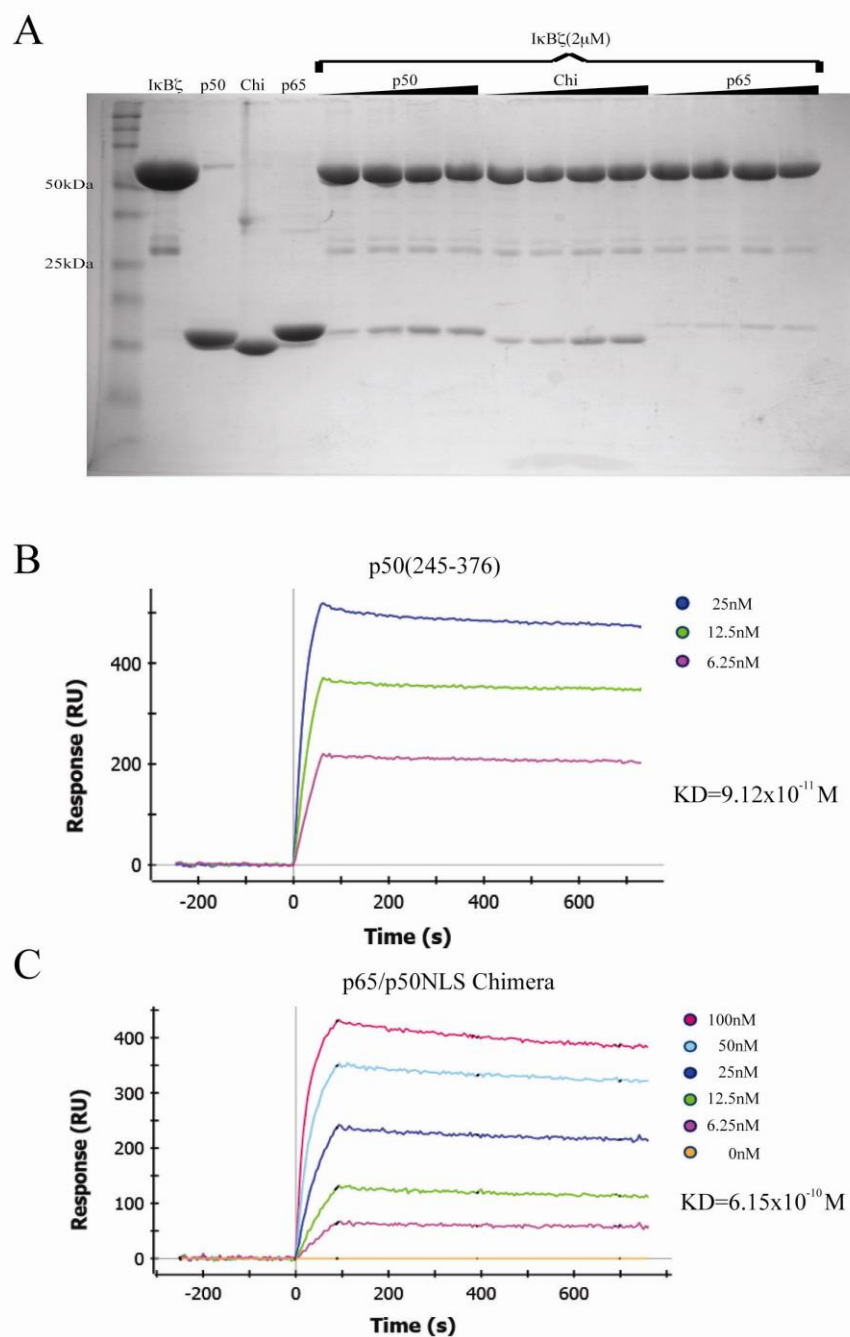 A
IκBζ(2μM)
IκBζ p50 Chi p65 p50 Chi p65
50kDa
25kDa
B
p50(245-376)
Response (RU)
400
200
0
-200 0 200 400 600
Time (s)
25nM
12.5nM
6.25nM
KD=9.12x10⁻¹¹M
C
p65/p50NLS Chimera
Response (RU)
400
300
200
100
0
-200 0 200 400 600
Time (s)
100nM
50nM
25nM
12.5nM
6.25nM
0nM
KD=6.15x10⁻¹⁰M